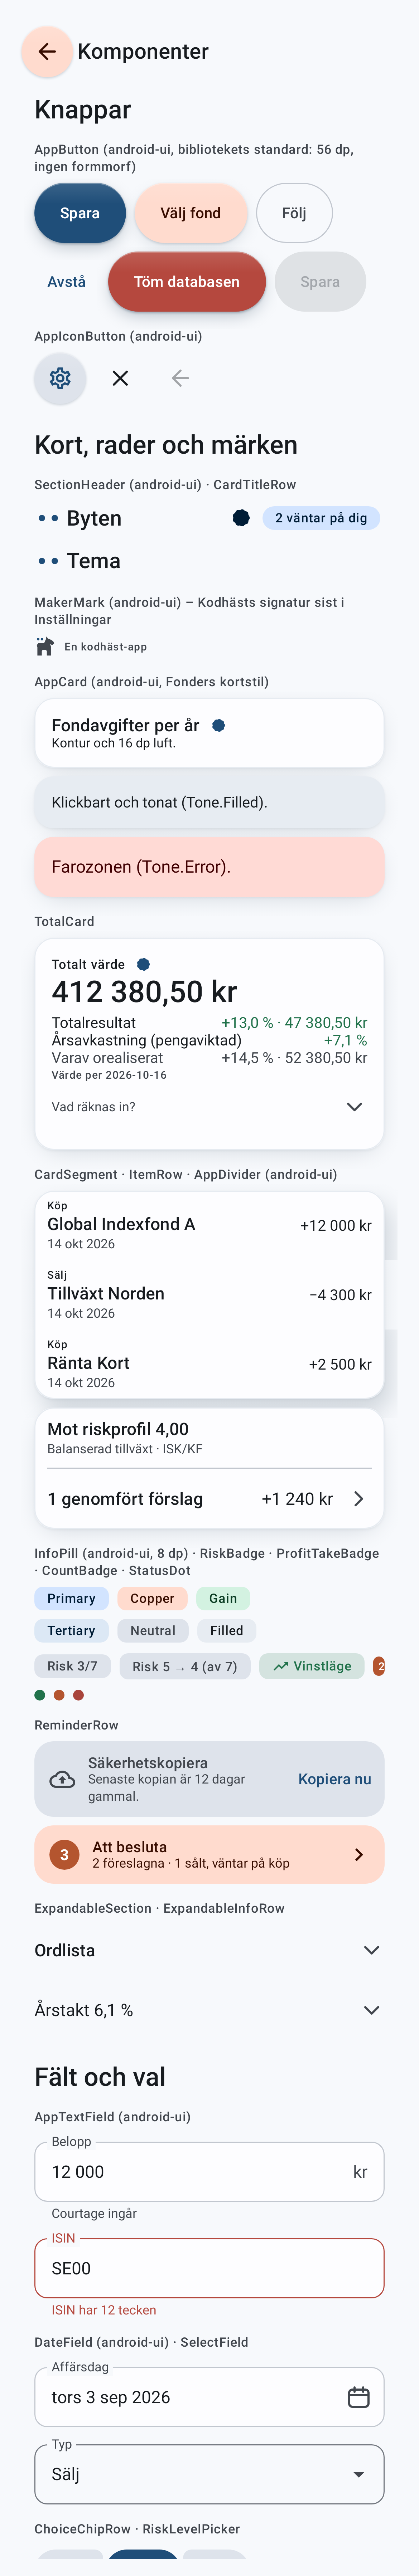 Komponenter
Knappar
AppButton (android-ui, bibliotekets standard: 56 dp,
ingen formmorf)
Spara
Välj fond
Följ
Avstå
Töm databasen
Spara
AppIconButton (android-ui)
Kort, rader och märken
SectionHeader (android-ui) · CardTitleRow
Byten
2 väntar på dig
Tema
MakerMark (android-ui) – Kodhästs signatur sist i
Inställningar
En kodhäst-app
AppCard (android-ui, Fonders kortstil)
Fondavgifter per år
Kontur och 16 dp luft.
Klickbart och tonat (Tone.Filled).
Farozonen (Tone.Error).
TotalCard
Totalt värde
412 380,50 kr
Totalresultat +13,0 % · 47 380,50 kr
Årsavkastning (pengaviktad) +7,1 %
Varav orealiserat +14,5 % · 52 380,50 kr
Värde per 2026-10-16
Vad räknas in?
CardSegment · ItemRow · AppDivider (android-ui)
Köp
Global Indexfond A +12 000 kr
14 okt 2026
Sälj
Tillväxt Norden −4 300 kr
14 okt 2026
Köp
Ränta Kort +2 500 kr
14 okt 2026
Mot riskprofil 4,00
Balanserad tillväxt · ISK/KF
1 genomfört förslag +1 240 kr
InfoPill (android-ui, 8 dp) · RiskBadge · ProfitTakeBadge
· CountBadge · StatusDot
Primary Copper Gain
Tertiary Neutral Filled
Risk 3/7 Risk 5 → 4 (av 7) Vinstläge 2
ReminderRow
Säkerhetskopiera
Senaste kopian är 12 dagar
gammal.
Kopiera nu
3
Att besluta
2 föreslagna · 1 sålt, väntar på köp
ExpandableSection · ExpandableInfoRow
Ordlista
Årstakt 6,1 %
Fält och val
AppTextField (android-ui)
Belopp
12 000 kr
Courtage ingår
ISIN
SE00
ISIN har 12 tecken
DateField (android-ui) · SelectField
Affärsdag
tors 3 sep 2026
Typ
Sälj
ChoiceChipRow · RiskLevelPicker